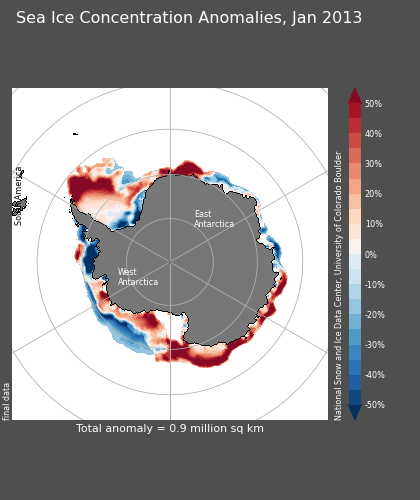 Sea Ice Concentration Anomalies, Jan 2013
South America
East
Antarctica
West
Antarctica
final data
50%
40%
30%
20%
10%
0%
-10%
-20%
-30%
-40%
-50%
National Snow and Ice Data Center, University of Colorado Boulder
Total anomaly = 0.9 million sq km